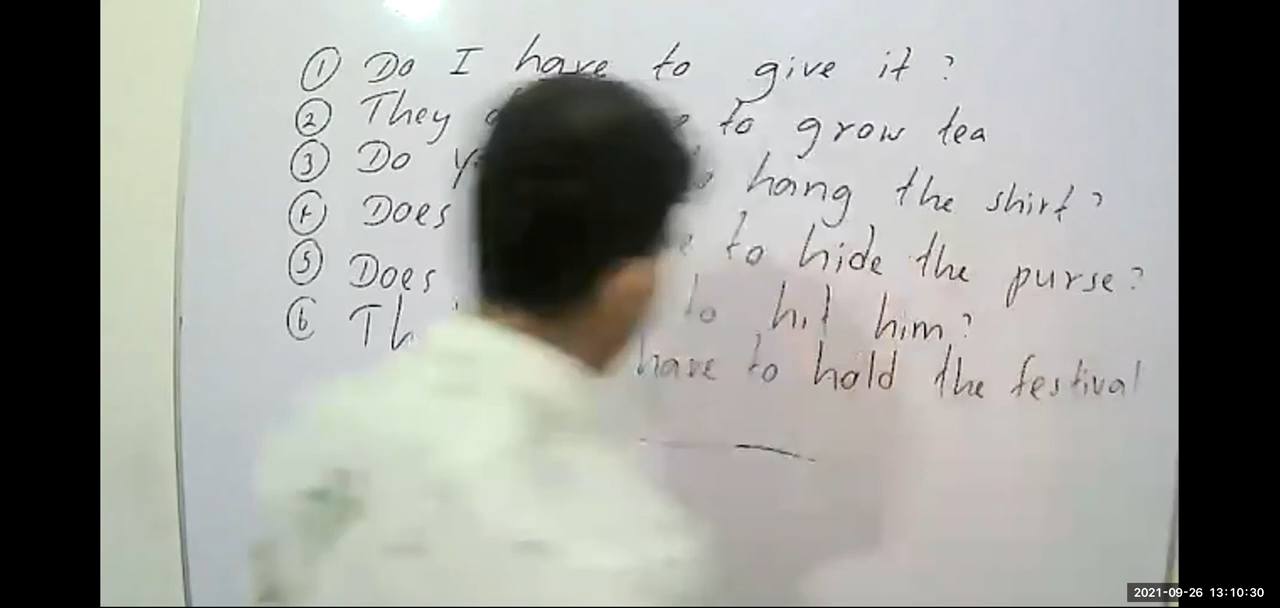 ① Do I have to give it?
② They to grow tea
③ Do hang the shirt?
④ Does to hide the purse?
⑤ Does to hit him?
⑥ have to hold the festival
2021-09-26 13:10:30